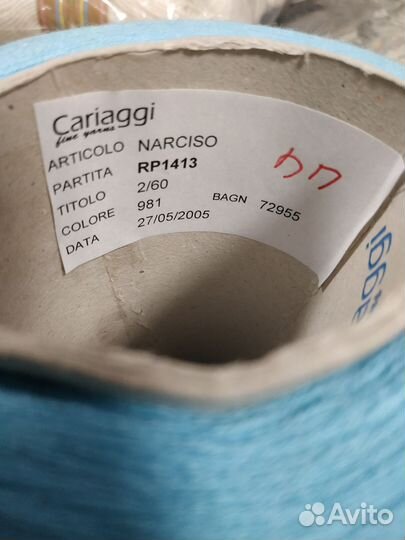 Cariaggi
fine yarns
ARTICOLO NARCISO
PARTITA RP1413
TITOLO 2/60
COLORE 981 BAGN 72955
DATA 27/05/2005
Avito